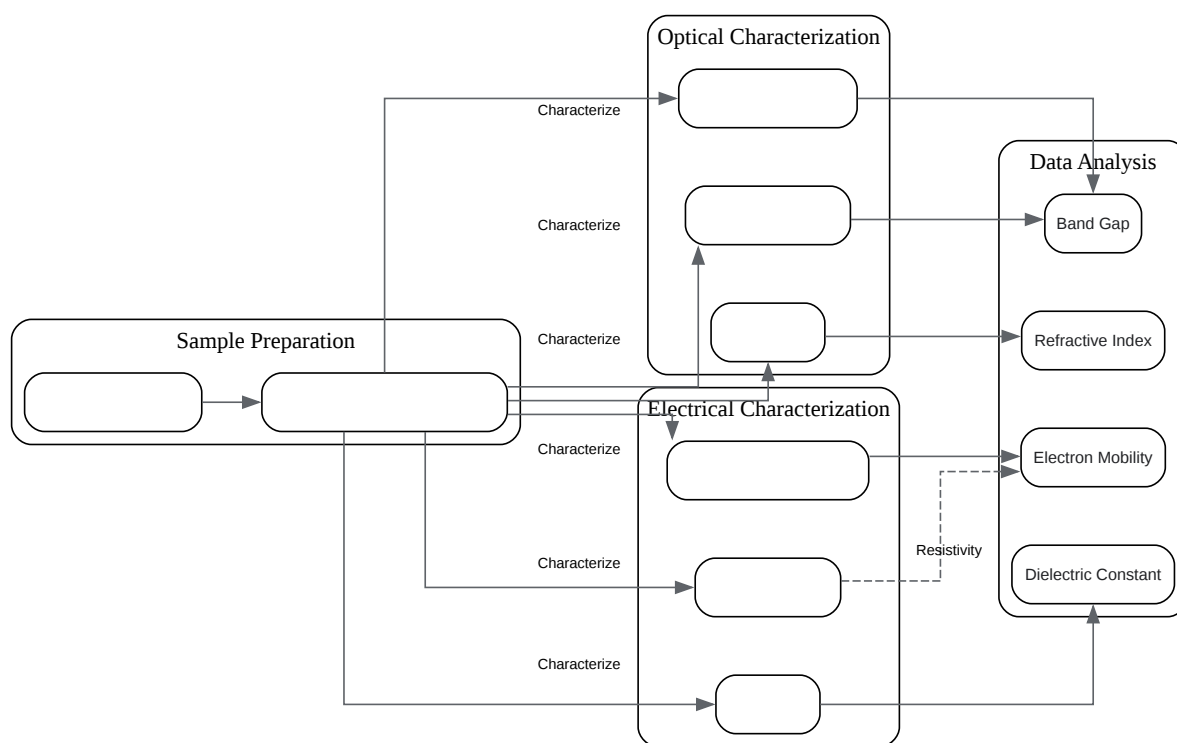 Optical Characterization
Characterize
Data Analysis
Characterize
Band Gap
Sample Preparation
Characterize
Refractive Index
Electrical Characterization
Characterize
Electron Mobility
Resistivity
Characterize
Dielectric Constant
Characterize